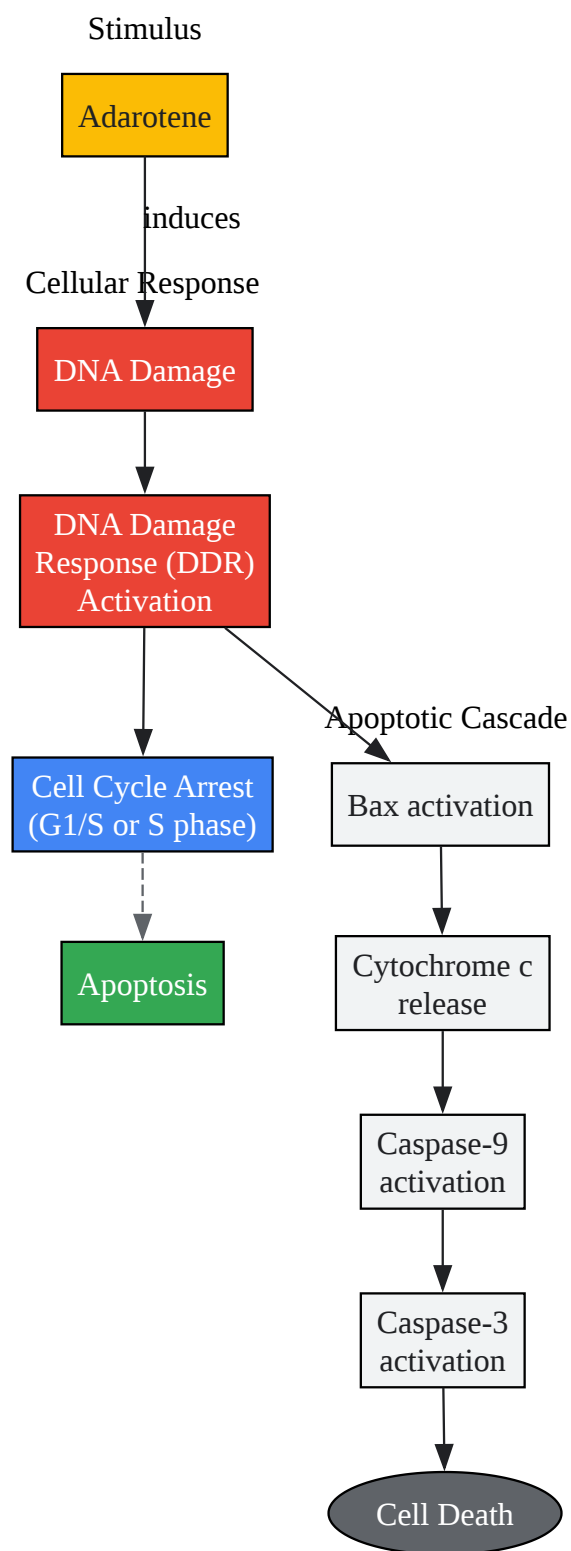 Stimulus
Adarotene
induces
Cellular Response
DNA Damage
DNA Damage
Response (DDR)
Activation
Apoptotic Cascade
Cell Cycle Arrest
(G1/S or S phase)
Bax activation
Apoptosis
Cytochrome c
release
Caspase-9
activation
Caspase-3
activation
Cell Death